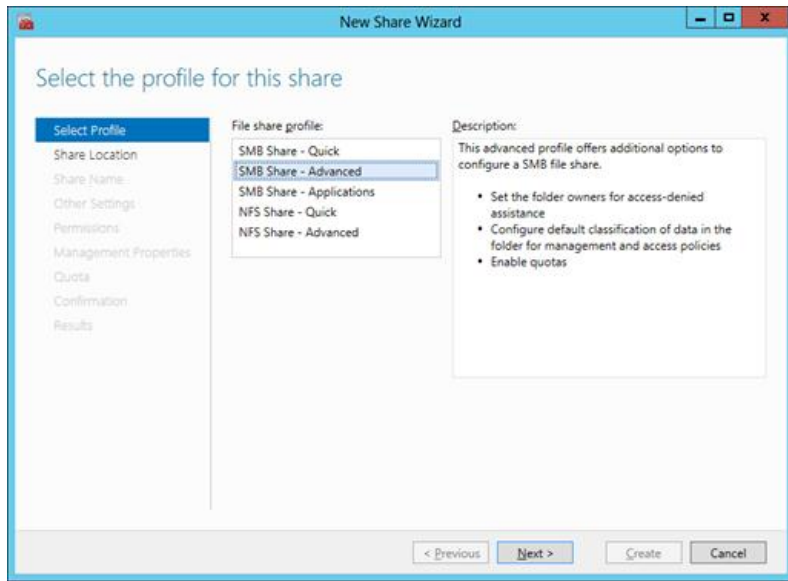 New Share Wizard
Select the profile for this share
Select Profile
Share Location
Share Name
Other Settings
Permissions
Management Properties
Quota
Confirmation
Results
File share profile:
SMB Share - Quick
SMB Share - Advanced
SMB Share - Applications
NFS Share - Quick
NFS Share - Advanced
Description:
This advanced profile offers additional options to
configure a SMB file share.
• Set the folder owners for access-denied
assistance
• Configure default classification of data in the
folder for management and access policies
• Enable quotas
< Previous
Next >
Create
Cancel